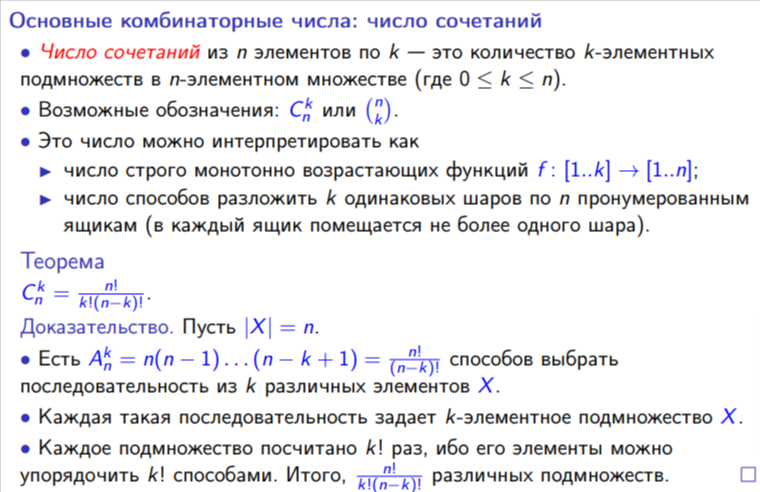 Основные комбинаторные числа: число сочетаний
• Число сочетаний из n элементов по k — это количество k-элементных
подмножеств в n-элементном множестве (где 0 ≤ k ≤ n).
• Возможные обозначения: C_n^k или \binom{n}{k}.
• Это число можно интерпретировать как
▶ число строго монотонно возрастающих функций f : [1..k] → [1..n];
▶ число способов разложить k одинаковых шаров по n пронумерованным
ящикам (в каждый ящик помещается не более одного шара).
Теорема
C_n^k = \frac{n!}{k!(n−k)!}.
Доказательство. Пусть |X| = n.
• Есть A_n^k = n(n − 1) . . . (n − k + 1) = \frac{n!}{(n−k)!} способов выбрать
последовательность из k различных элементов X.
• Каждая такая последовательность задает k-элементное подмножество X.
• Каждое подмножество посчитано k! раз, ибо его элементы можно
упорядочить k! способами. Итого, \frac{n!}{k!(n−k)!} различных подмножеств. □